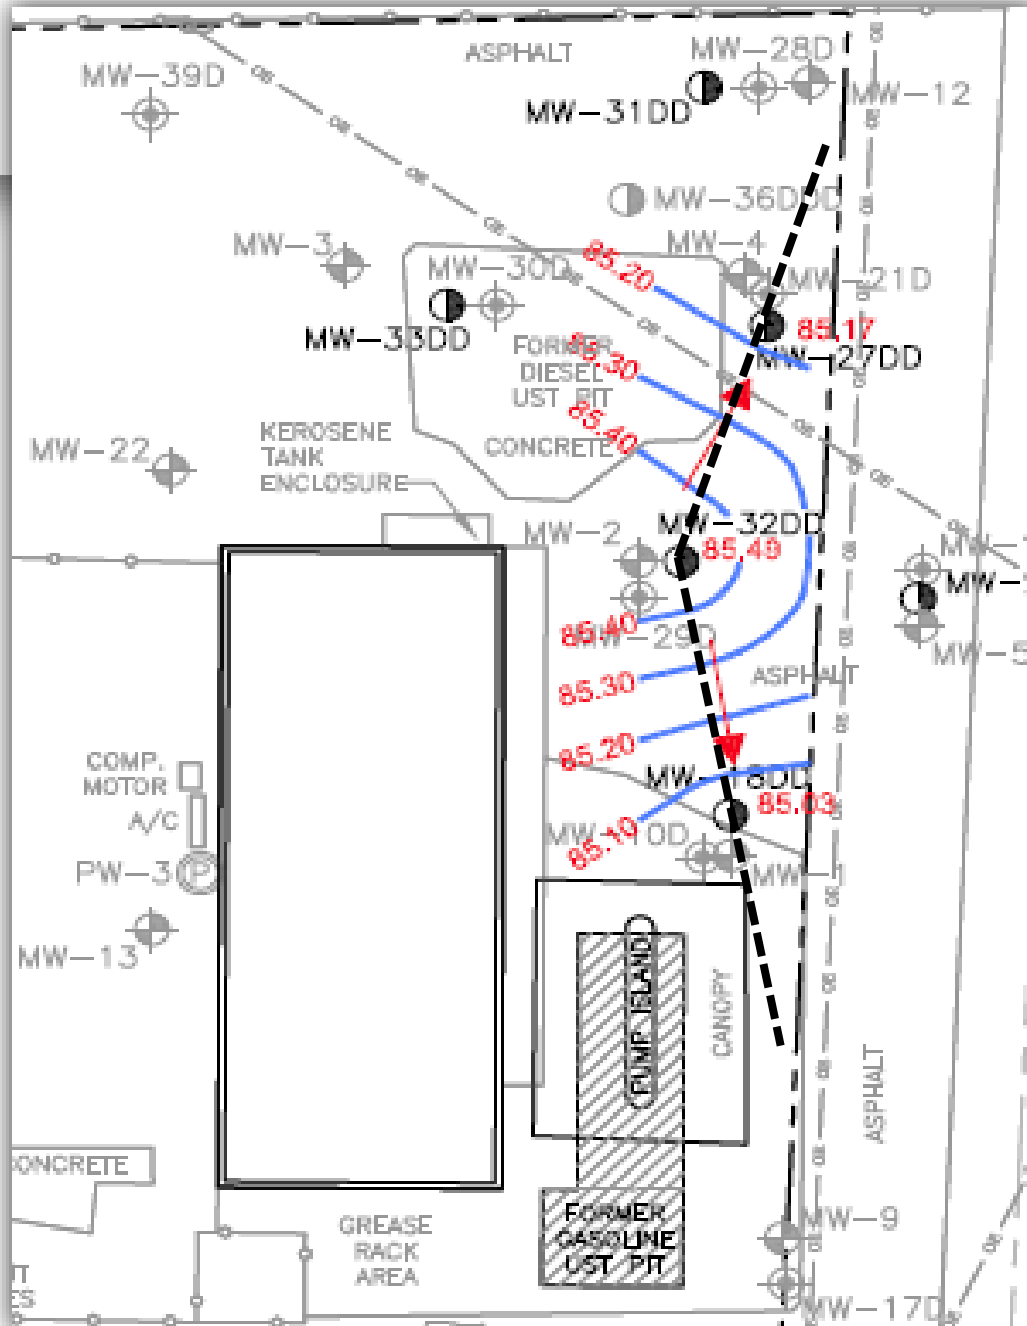 ASPHALT
MW-28D
MW-39D
MW-12
MW-31DD
MW-36DDD
MW-3
MW-4
85.20
MW-30D
MW-21D
85.17
MW-33DD
MW-27DD
FORMER
DIESEL
UST PIT
85.30
85.40
KEROSENE
TANK
ENCLOSURE
CONCRETE
MW-22
MW-2
MW-32DD
85.49
85.40
MW-29D
85.30
ASPHALT
85.20
COMP.
MOTOR
MW-18DD
85.03
A/C
MW-10D
85.10
PW-3
P
MW-1
MW-13
PUMP ISLAND
CANOPY
ASPHALT
MW-5
CONCRETE
GREASE
RACK
AREA
FORMER
GASOLINE
UST PIT
MW-9
MW-17D